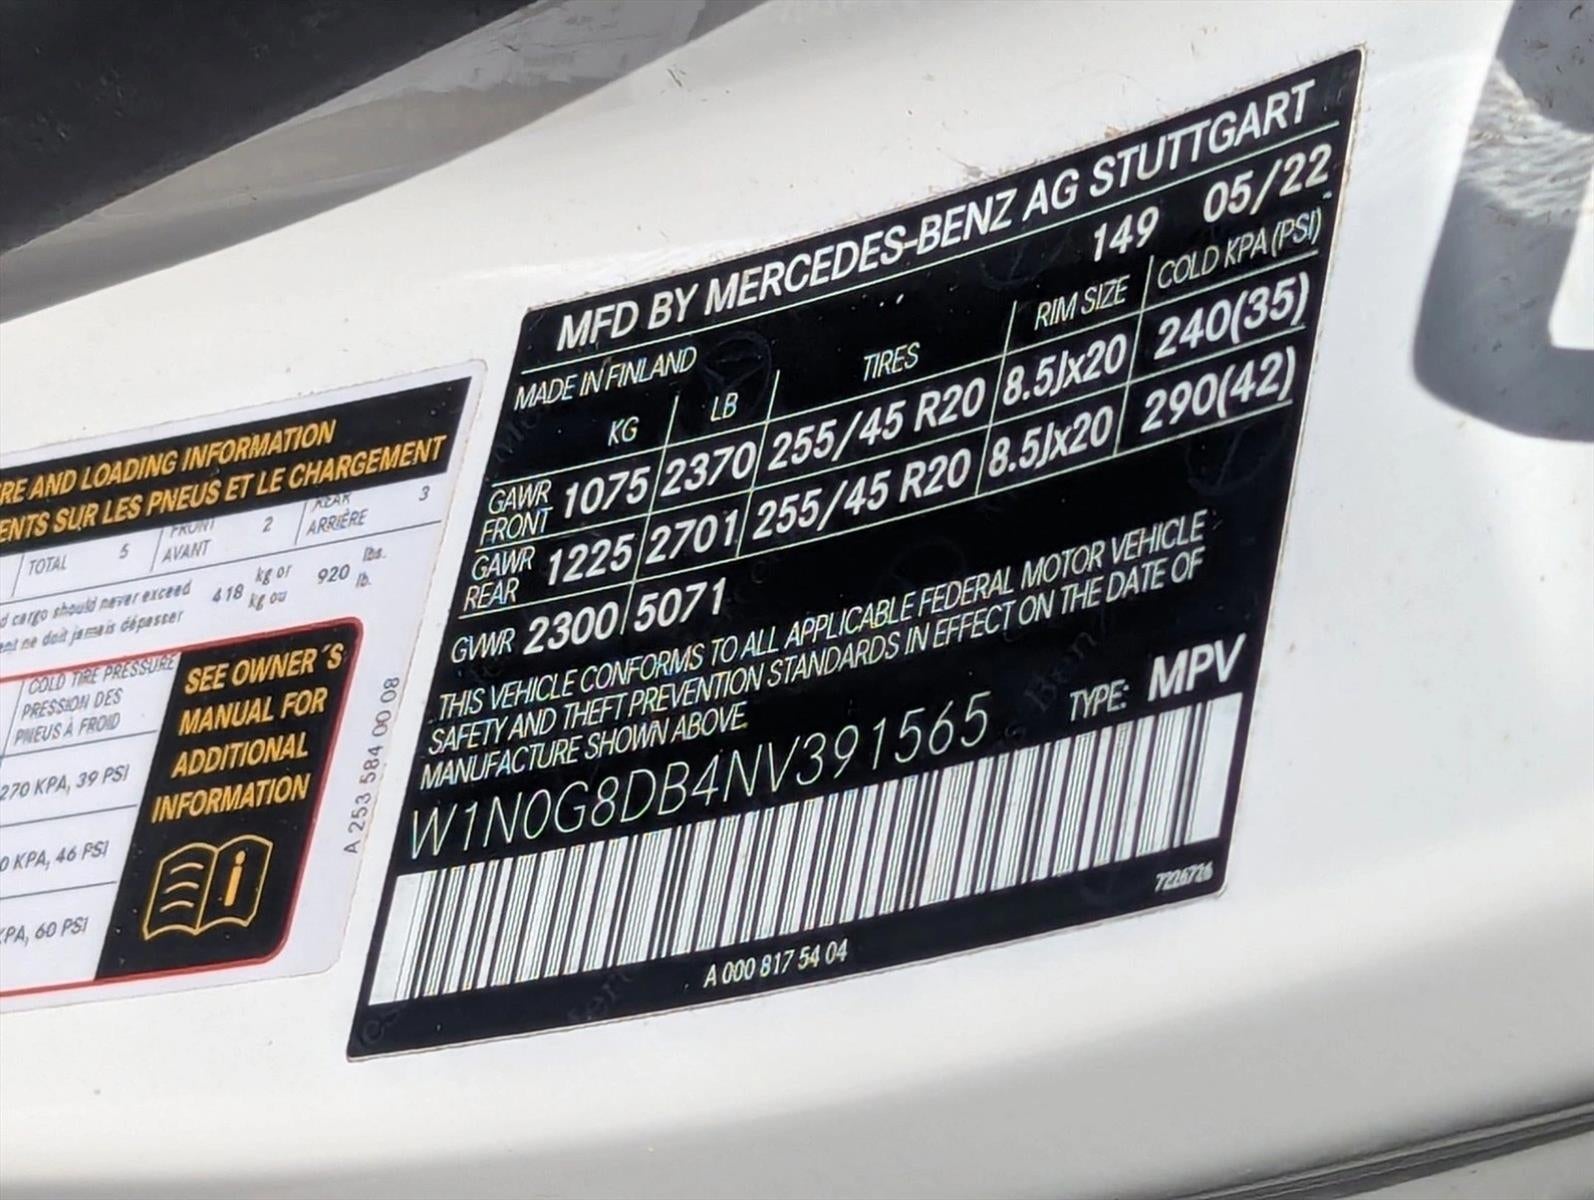 MFD BY MERCEDES-BENZ AG STUTTGART
MADE IN FINLAND 149 05/22
KG LB TIRES RIM SIZE COLD KPA (PSI)
GAWR FRONT 1075 2370 255/45 R20 8.5Jx20 240(35)
GAWR REAR 1225 2701 255/45 R20 8.5Jx20 290(42)
GVWR 2300 5071
THIS VEHICLE CONFORMS TO ALL APPLICABLE FEDERAL MOTOR VEHICLE
SAFETY AND THEFT PREVENTION STANDARDS IN EFFECT ON THE DATE OF
MANUFACTURE SHOWN ABOVE.
W1N0G8DB4NV391565 TYPE: MPV
7226726
A 000 817 54 04
RE AND LOADING INFORMATION
ENTS SUR LES PNEUS ET LE CHARGEMENT
TOTAL 5 FRONT AVANT 2 REAR ARRIÈRE 3
d cargo should never exceed 418 kg or 920 lbs.
ent ne doit jamais dépasser kg ou lb.
COLD TIRE PRESSURE
PRESSION DES
PNEUS À FROID
270 KPA, 39 PSI
0 KPA, 46 PSI
KPA, 60 PSI
SEE OWNER´S
MANUAL FOR
ADDITIONAL
INFORMATION
A 253 584 00 08